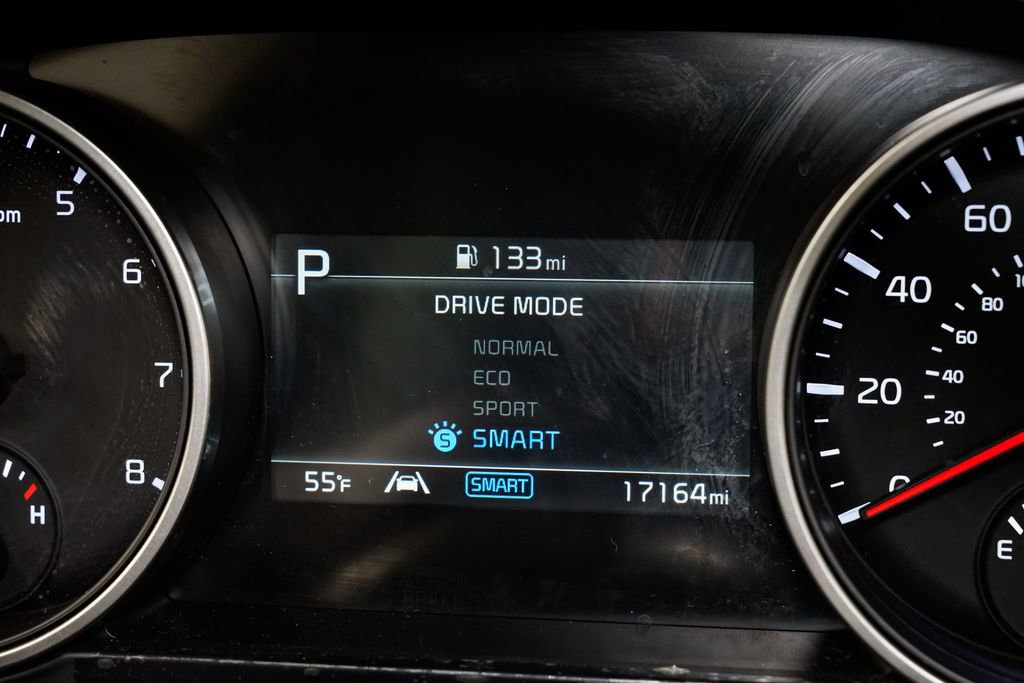 P
133mi
DRIVE MODE
NORMAL
ECO
SPORT
S SMART
55°F
SMART
17164mi
5
6
7
8
H
60
40
20
0
80
60
40
20
E